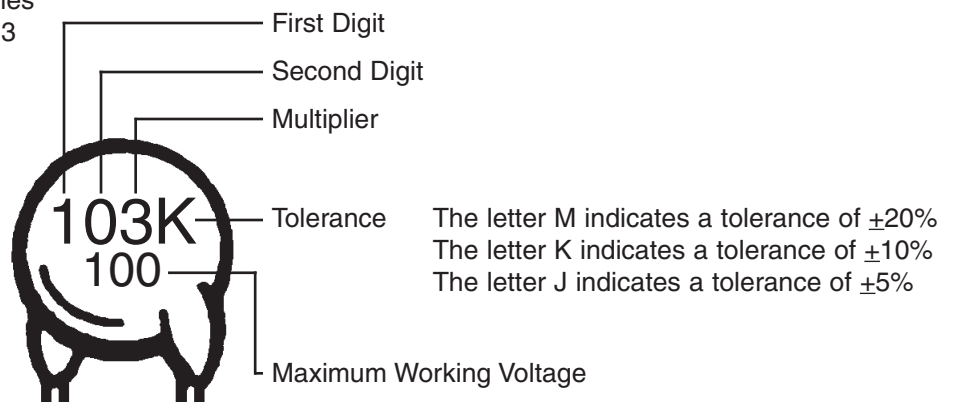 3
First Digit
Second Digit
Multiplier
103K
Tolerance
The letter M indicates a tolerance of ±20%
The letter K indicates a tolerance of ±10%
100
The letter J indicates a tolerance of ±5%
Maximum Working Voltage